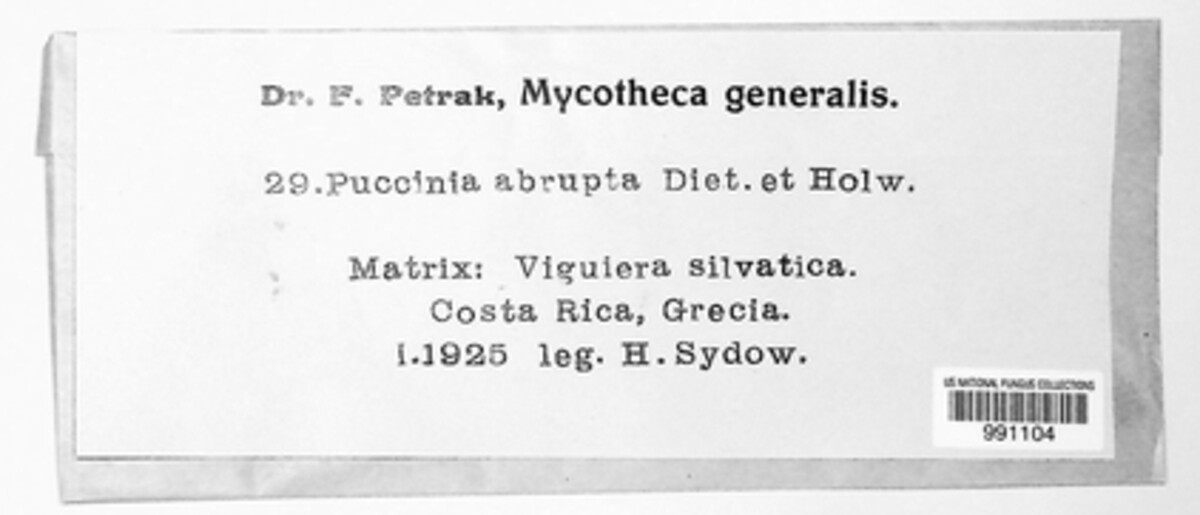 Dr. F. Petrak, Mycotheca generalis.
29.Puccinia abrupta Diet. et Holw.
Matrix: Viguiera silvatica.
Costa Rica, Grecia.
i.1925 leg. H. Sydow.
US NATIONAL FUNGUS COLLECTIONS
991104